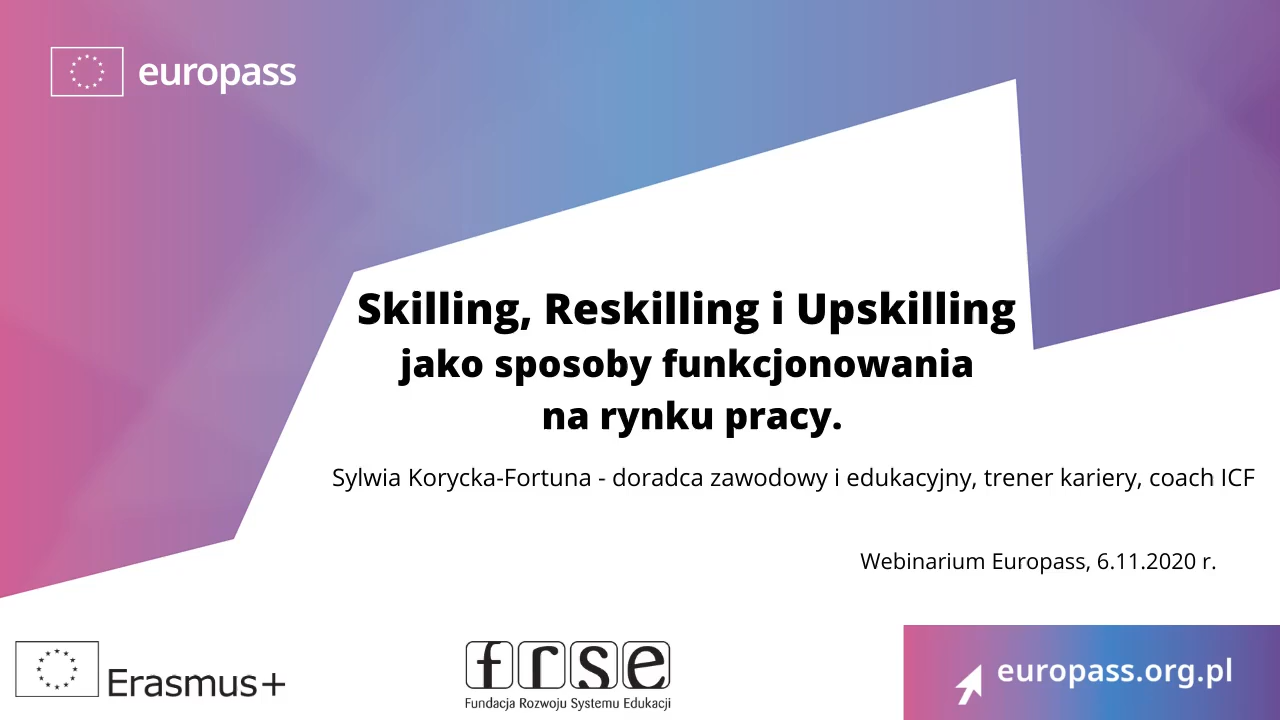 europass
Skilling, Reskilling i Upskilling
jako sposoby funkcjonowania
na rynku pracy.
Sylwia Korycka-Fortuna - doradca zawodowy i edukacyjny, trener kariery, coach ICF
Webinarium Europass, 6.11.2020 r.
Erasmus+
frse
Fundacja Rozwoju Systemu Edukacji
europass.org.pl